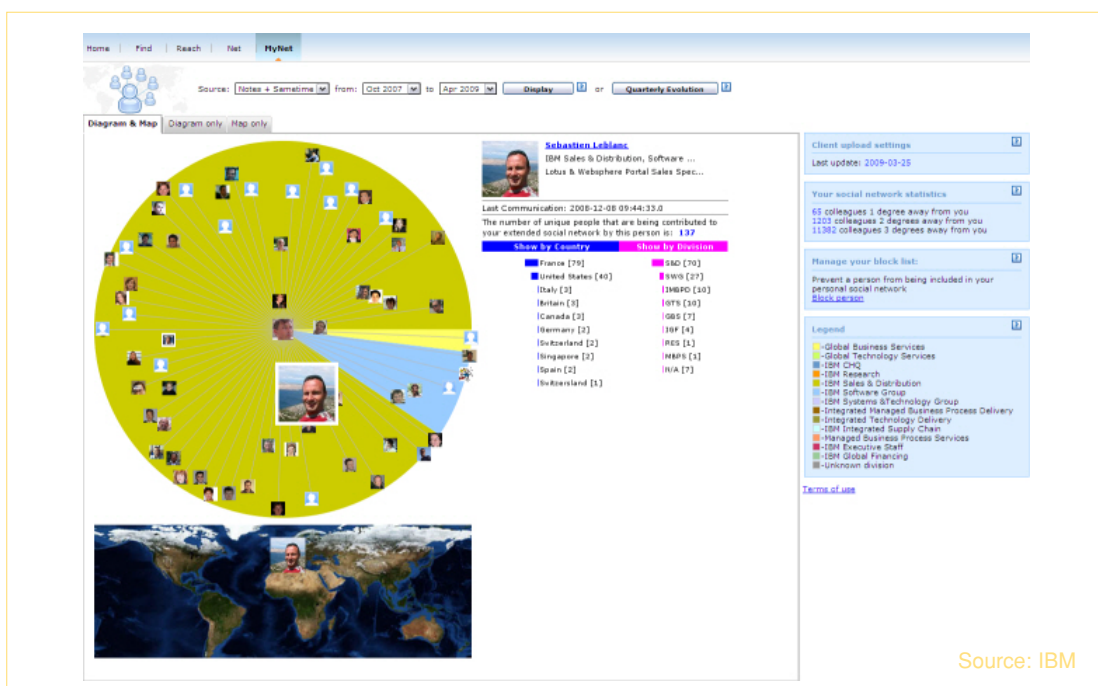 Home | Find | Reach | Net MyNet
Source: Notes + Sametime from: Oct 2007 to Apr 2009 Display or Quarterly Evolution
Diagram & Map Diagram only Map only
Sebastien Leblanc
IBM Sales & Distribution, Software ...
Lotus & Websphere Portal Sales Spec...
Last Communication: 2008-12-08 09:44:33.0
The number of unique people that are being contributed to
your extended social network by this person is: 137
Show by Country Show by Division
France [79] S&D [70]
United States [40] SWG [27]
Italy [3] IMBPD [10]
Britain [3] GTS [10]
Canada [3] GBS [7]
Germany [2] IGF [4]
Switzerland [2] RES [1]
Singapore [2] MBPS [1]
Spain [2] N/A [7]
Switzersland [1]
Client upload settings
Last update: 2009-03-25
Your social network statistics
65 colleagues 1 degree away from you
1203 colleagues 2 degrees away from you
11382 colleagues 3 degrees away from you
Manage your block list:
Prevent a person from being included in your
personal social network
Block person
Legend
-Global Business Services
-Global Technology Services
-IBM CHQ
-IBM Research
-IBM Sales & Distribution
-IBM Software Group
-IBM Systems &Technology Group
-Integrated Managed Business Process Delivery
-Integrated Technology Delivery
-IBM Integrated Supply Chain
-Managed Business Process Services
-IBM Executive Staff
-IBM Global Financing
-Unknown division
Terms of use
Source: IBM